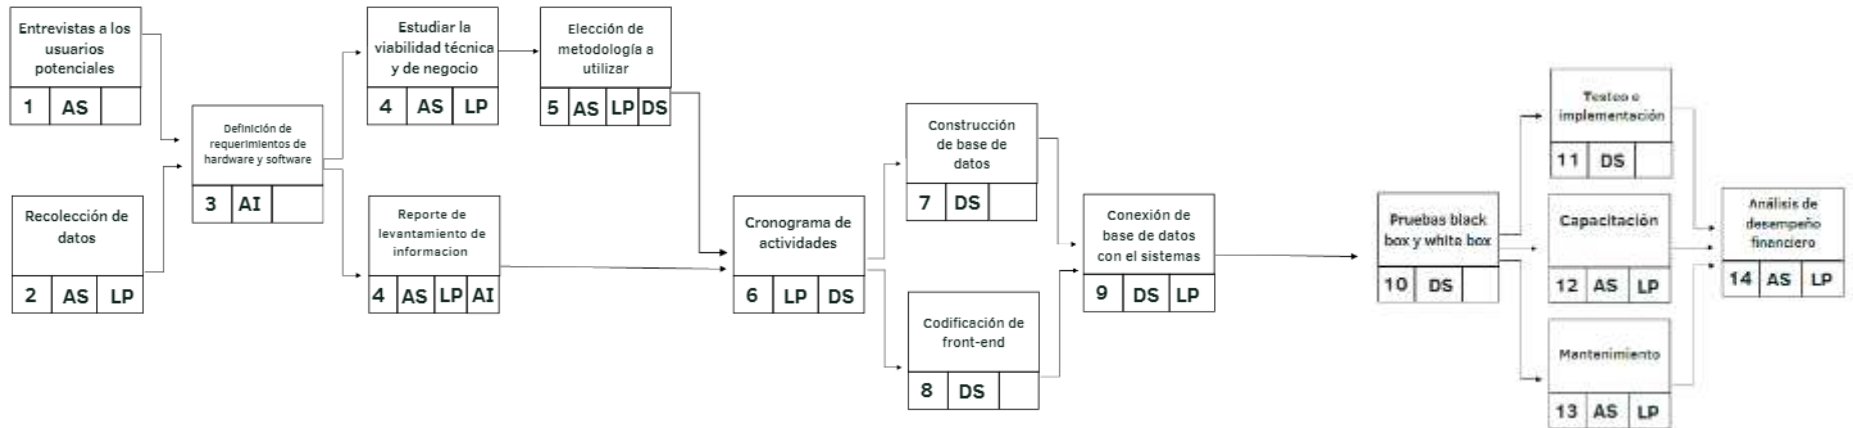 Entrevistas a los
usuarios
potenciales
1 AS
Recolección de
datos
2 AS LP
Definición de
requerimientos de
hardware y software
3 AI
Estudiar la
viabilidad técnica
y de negocio
4 AS LP
Reporte de
levantamiento de
informacion
4 AS LP AI
Elección de
metodología a
utilizar
5 AS LP DS
Cronograma de
actividades
6 LP DS
Construcción
de base de
datos
7 DS
Codificación de
front-end
8 DS
Conexión de
base de datos
con el sistemas
9 DS LP
Pruebas black
box y white box
10 DS
Testeo e
implementación
11 DS
Capacitación
12 AS LP
Mantenimiento
13 AS LP
Análisis de
desempeño
financiero
14 AS LP